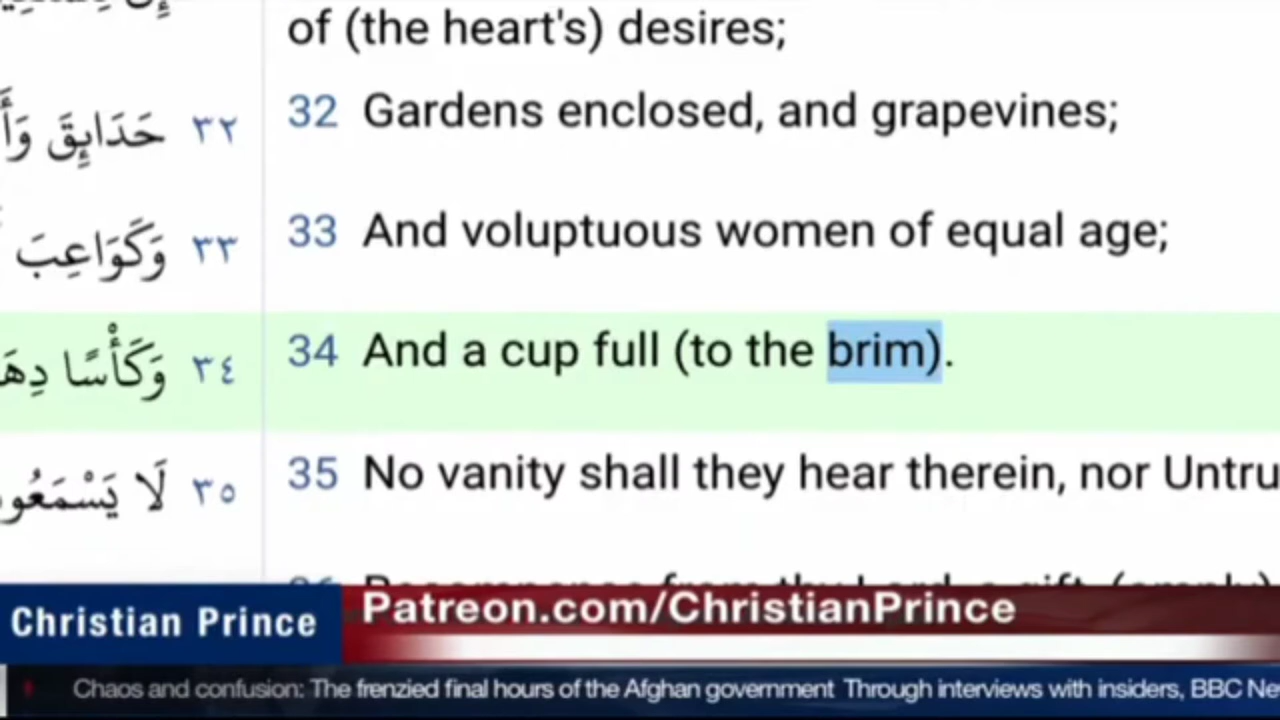 of (the heart's) desires;
٣٢ حَدَايِٕقَ
32 Gardens enclosed, and grapevines;
٣٣ وَكَوَاعِبَ
33 And voluptuous women of equal age;
٣٤ وَكَأْسًا
34 And a cup full (to the brim).
٣٥ لَا
35 No vanity shall they hear therein, nor
Christian Prince
Patreon.com/ChristianPrince
Chaos and confusion: The frenzied final hours of the Afghan government Through interviews with insiders, BBC